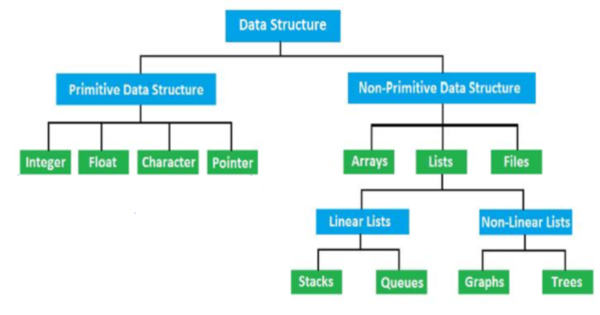 Data Structure
Primitive Data Structure
Non-Primitive Data Structure
Integer
Float
Character
Pointer
Arrays
Lists
Files
Linear Lists
Non-Linear Lists
Stacks
Queues
Graphs
Trees